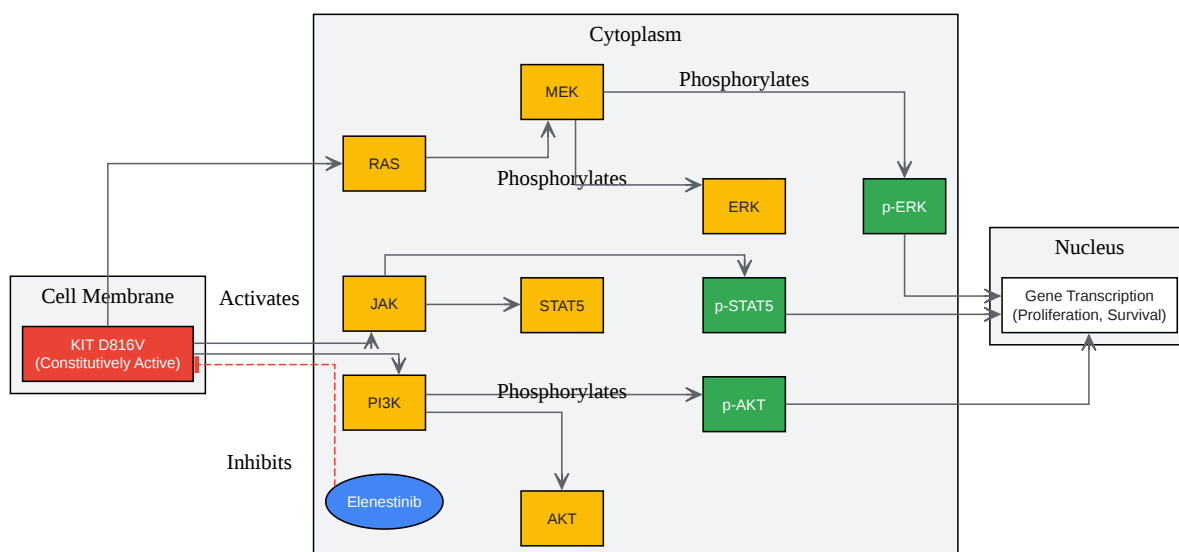 Cytoplasm
MEK
Phosphorylates
RAS
Phosphorylates
ERK
p-ERK
Nucleus
Cell Membrane
Activates
JAK
STAT5
p-STAT5
Gene Transcription
(Proliferation, Survival)
KIT D816V
(Constitutively Active)
PI3K
Phosphorylates
p-AKT
Inhibits
Elenestinib
AKT